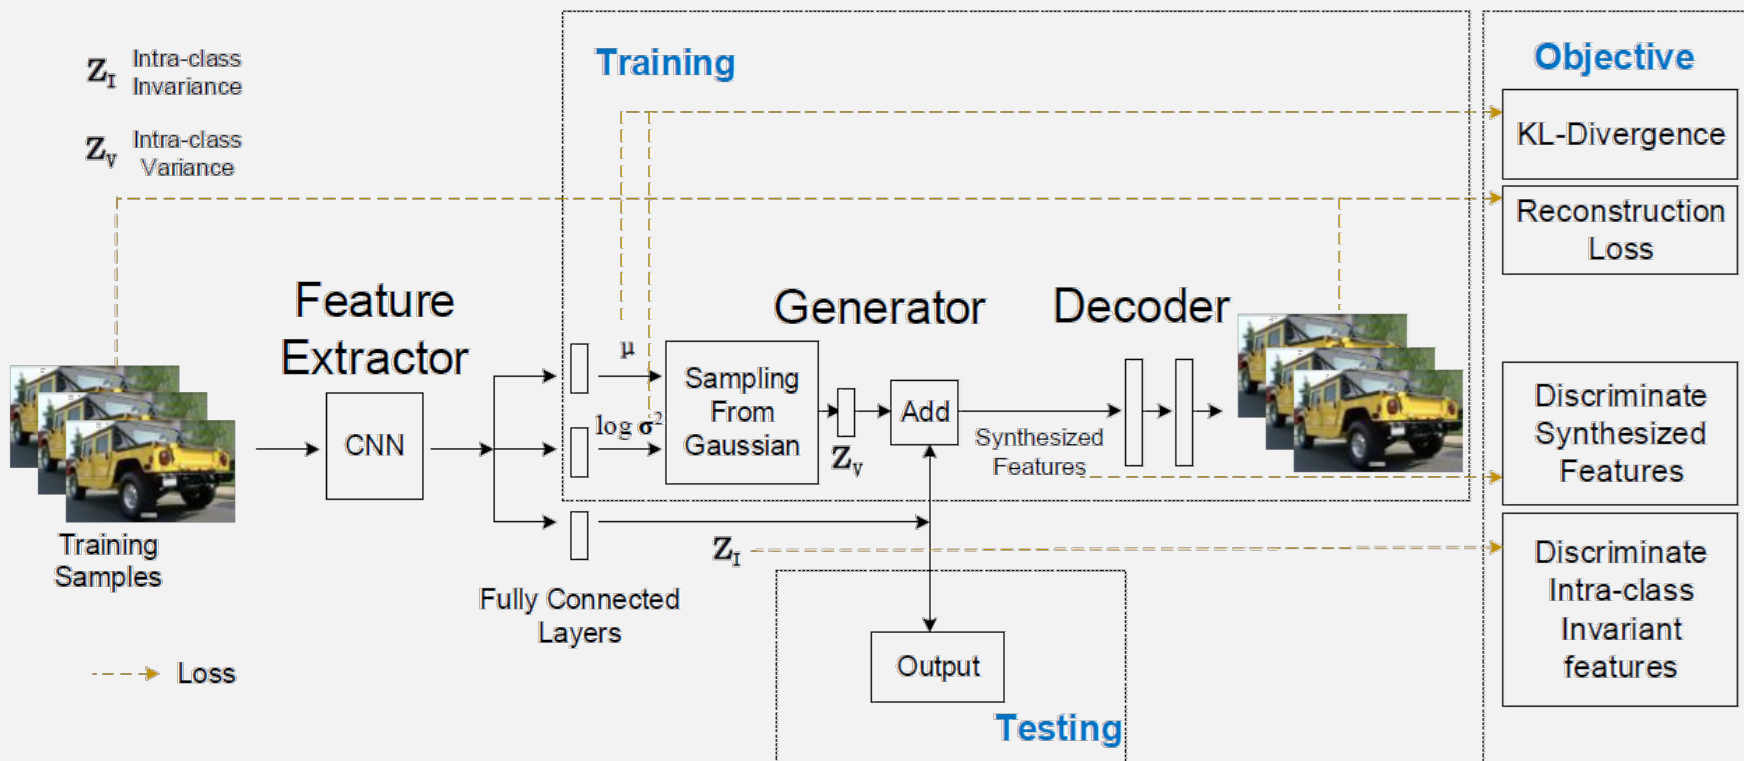 Z_I Intra-class
Invariance
Z_V Intra-class
Variance
Training
Objective
KL-Divergence
Reconstruction
Loss
Feature
Extractor
Generator
Decoder
μ
log σ²
CNN
Sampling
From
Gaussian
Z_V
Add
Synthesized
Features
Discriminate
Synthesized
Features
Training
Samples
Z_I
Discriminate
Intra-class
Invariant
features
Fully Connected
Layers
Output
Loss
Testing